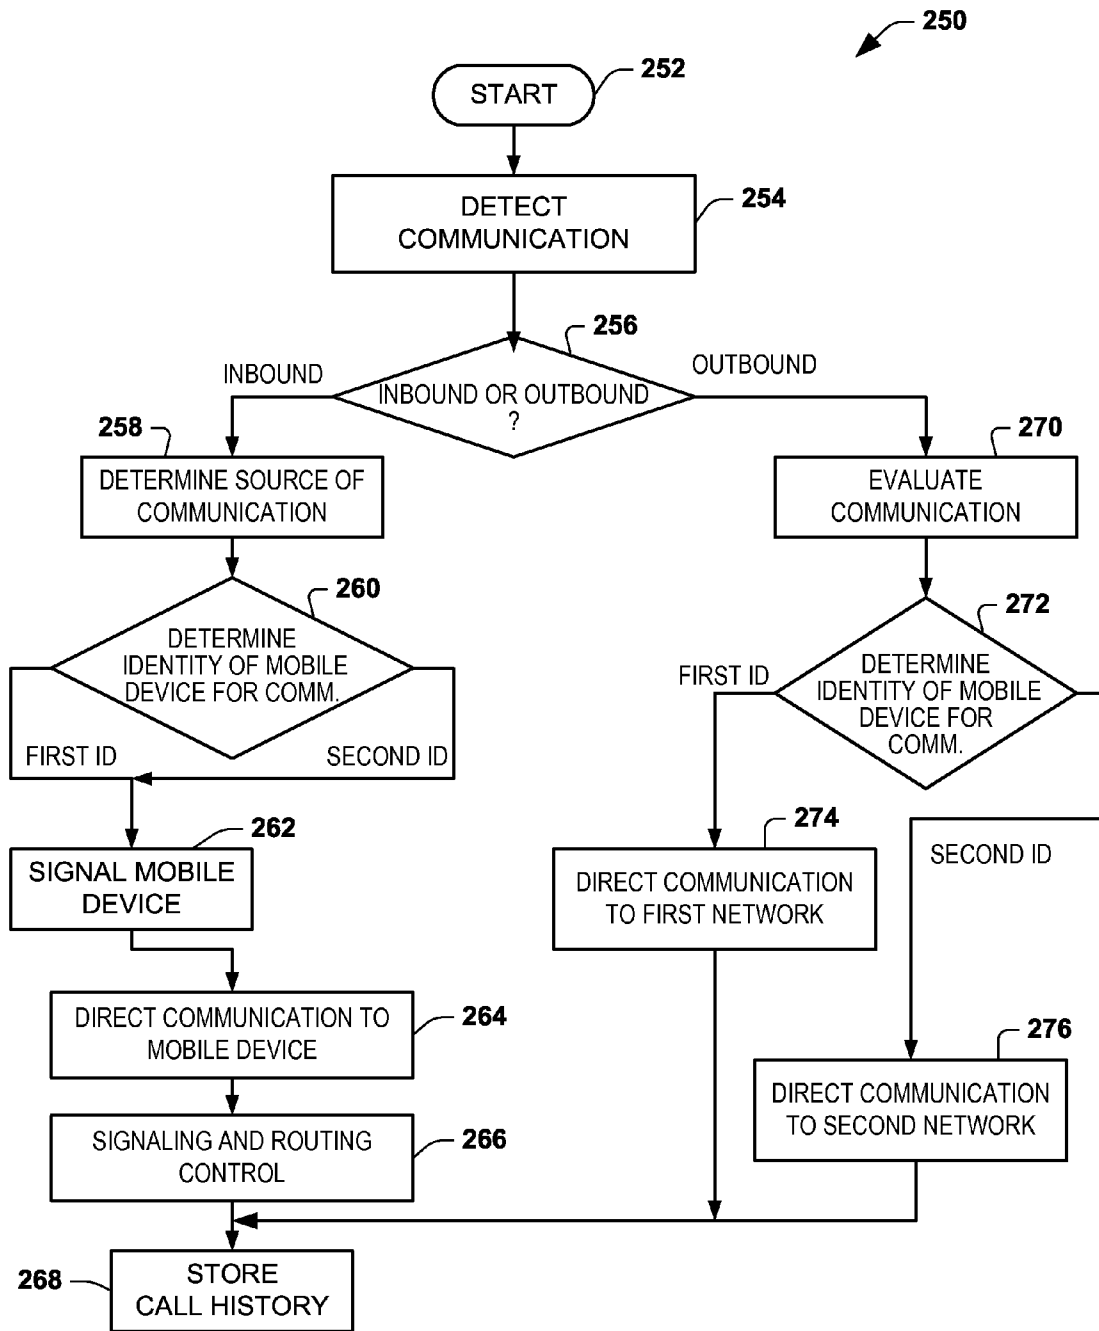 250
START
252
DETECT
COMMUNICATION
254
256
INBOUND
OUTBOUND
INBOUND OR OUTBOUND
?
258
DETERMINE SOURCE OF
COMMUNICATION
270
EVALUATE
COMMUNICATION
260
DETERMINE
IDENTITY OF MOBILE
DEVICE FOR COMM.
FIRST ID
SECOND ID
272
DETERMINE
IDENTITY OF MOBILE
DEVICE FOR
COMM.
FIRST ID
SECOND ID
262
SIGNAL MOBILE
DEVICE
274
DIRECT COMMUNICATION
TO FIRST NETWORK
264
DIRECT COMMUNICATION TO
MOBILE DEVICE
276
DIRECT COMMUNICATION
TO SECOND NETWORK
266
SIGNALING AND ROUTING
CONTROL
268
STORE
CALL HISTORY